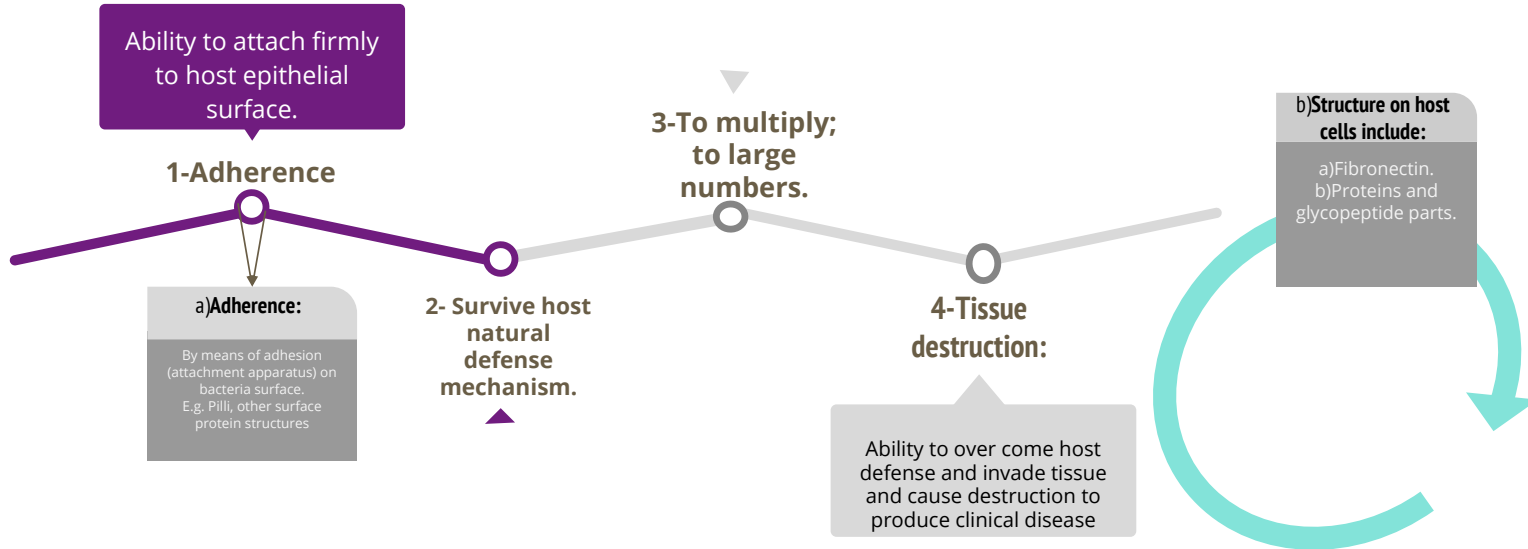 Ability to attach firmly
to host epithelial
surface.
1-Adherence
a)Adherence:
By means of adhesion
(attachment apparatus) on
bacteria surface.
E.g. Pilli, other surface
protein structures
2- Survive host
natural
defense
mechanism.
3-To multiply;
to large
numbers.
4-Tissue
destruction:
Ability to over come host
defense and invade tissue
and cause destruction to
produce clinical disease
b)Structure on host
cells include:
a)Fibronectin.
b)Proteins and
glycopeptide parts.